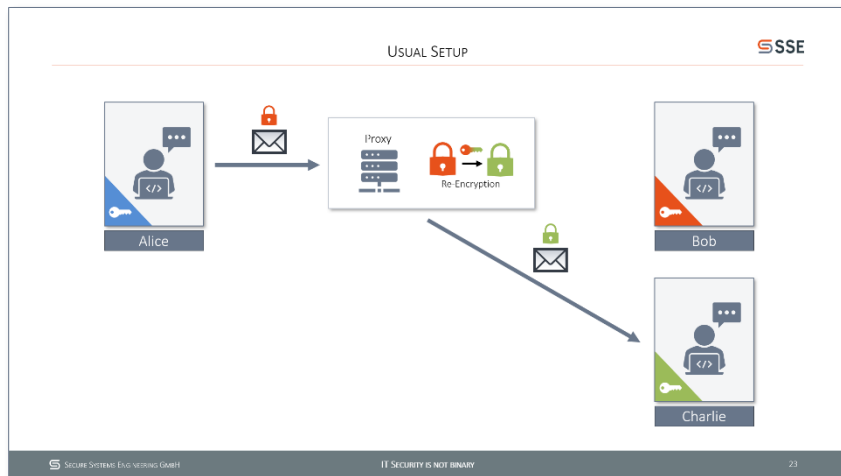 USUAL SETUP
SSE
Proxy
Re-Encryption
</>
</>
</>
Alice
Bob
Charlie
SECURE SYSTEMS ENGINEERING GMBH
IT SECURITY IS NOT BINARY
23